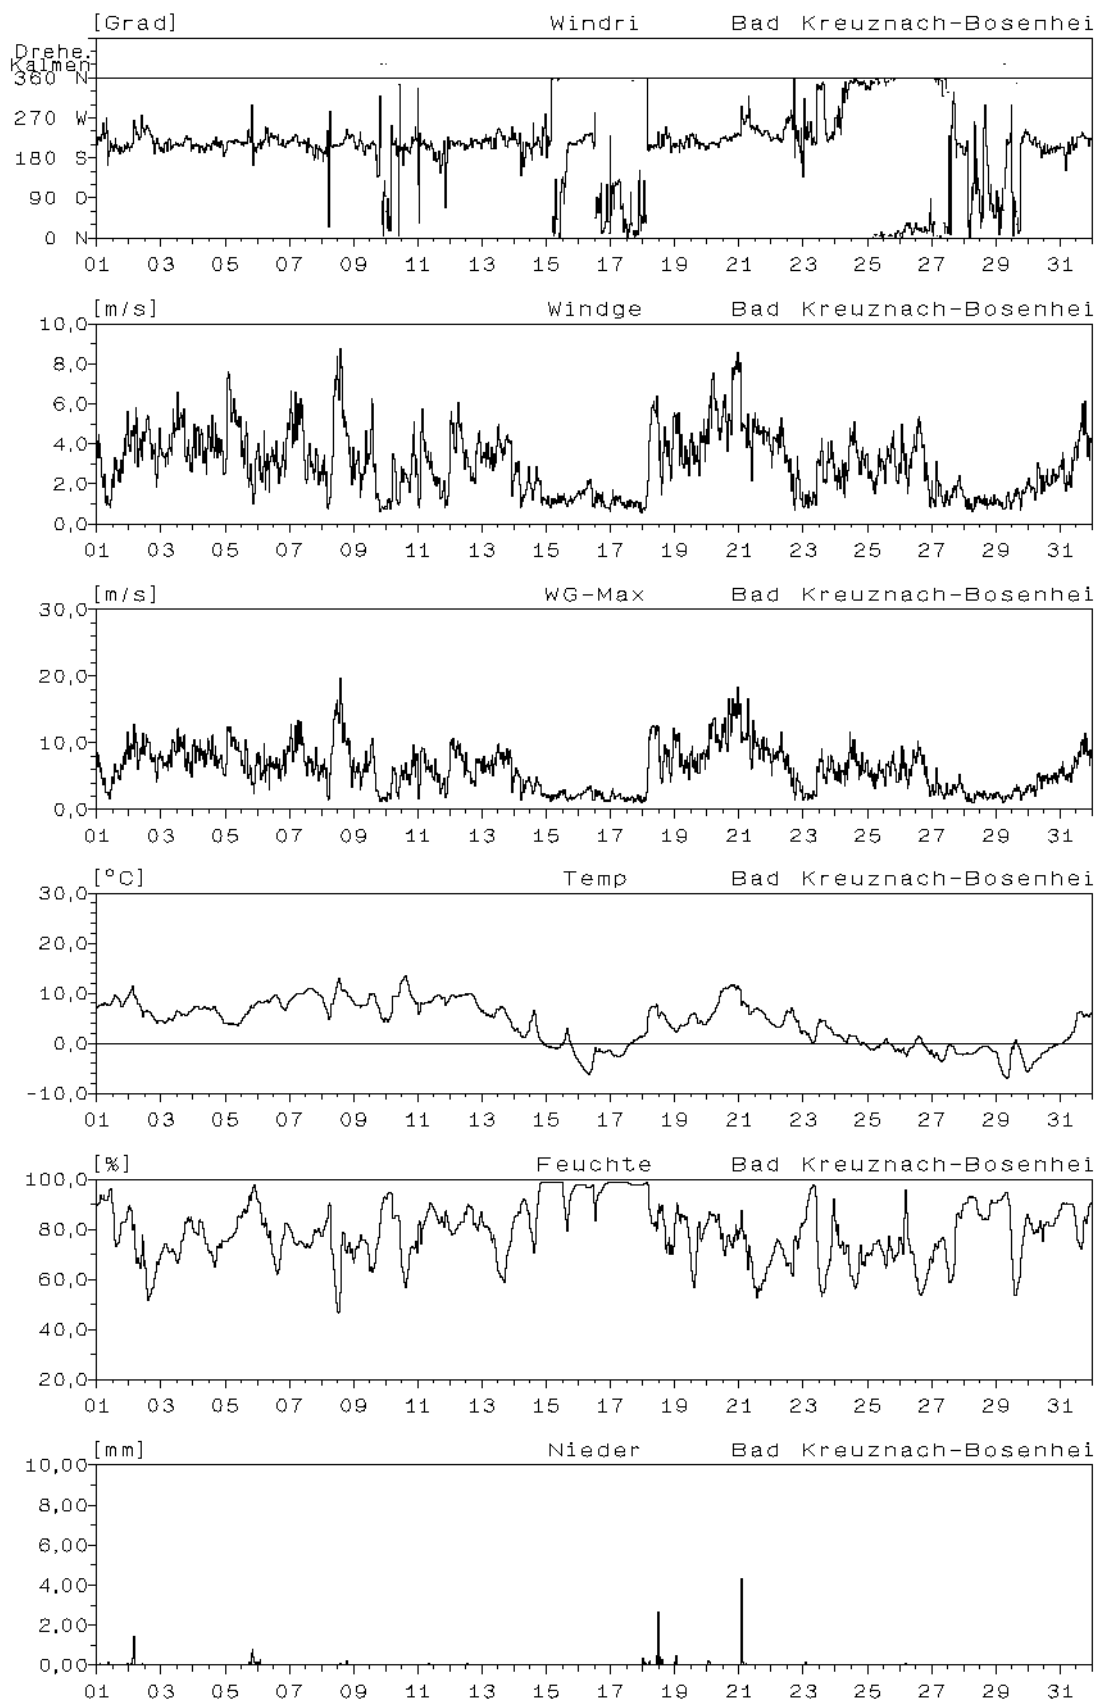 [Grad] Windri Bad Kreuznach-Bosenhei
Drehe.
Kalmen
360 N
270 W
180 S
90 O
0 N
01 03 05 07 09 11 13 15 17 19 21 23 25 27 29 31
[m/s] Windge Bad Kreuznach-Bosenhei
10,0
8,0
6,0
4,0
2,0
0,0
01 03 05 07 09 11 13 15 17 19 21 23 25 27 29 31
[m/s] WG-Max Bad Kreuznach-Bosenhei
30,0
20,0
10,0
0,0
01 03 05 07 09 11 13 15 17 19 21 23 25 27 29 31
[°C] Temp Bad Kreuznach-Bosenhei
30,0
20,0
10,0
0,0
-10,0
01 03 05 07 09 11 13 15 17 19 21 23 25 27 29 31
[%] Feuchte Bad Kreuznach-Bosenhei
100,0
80,0
60,0
40,0
20,0
01 03 05 07 09 11 13 15 17 19 21 23 25 27 29 31
[mm] Nieder Bad Kreuznach-Bosenhei
10,00
8,00
6,00
4,00
2,00
0,00
01 03 05 07 09 11 13 15 17 19 21 23 25 27 29 31